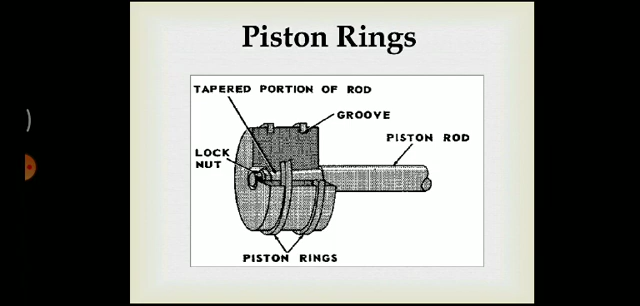 Piston Rings
TAPERED PORTION OF ROD
GROOVE
PISTON ROD
LOCK
NUT
PISTON RINGS